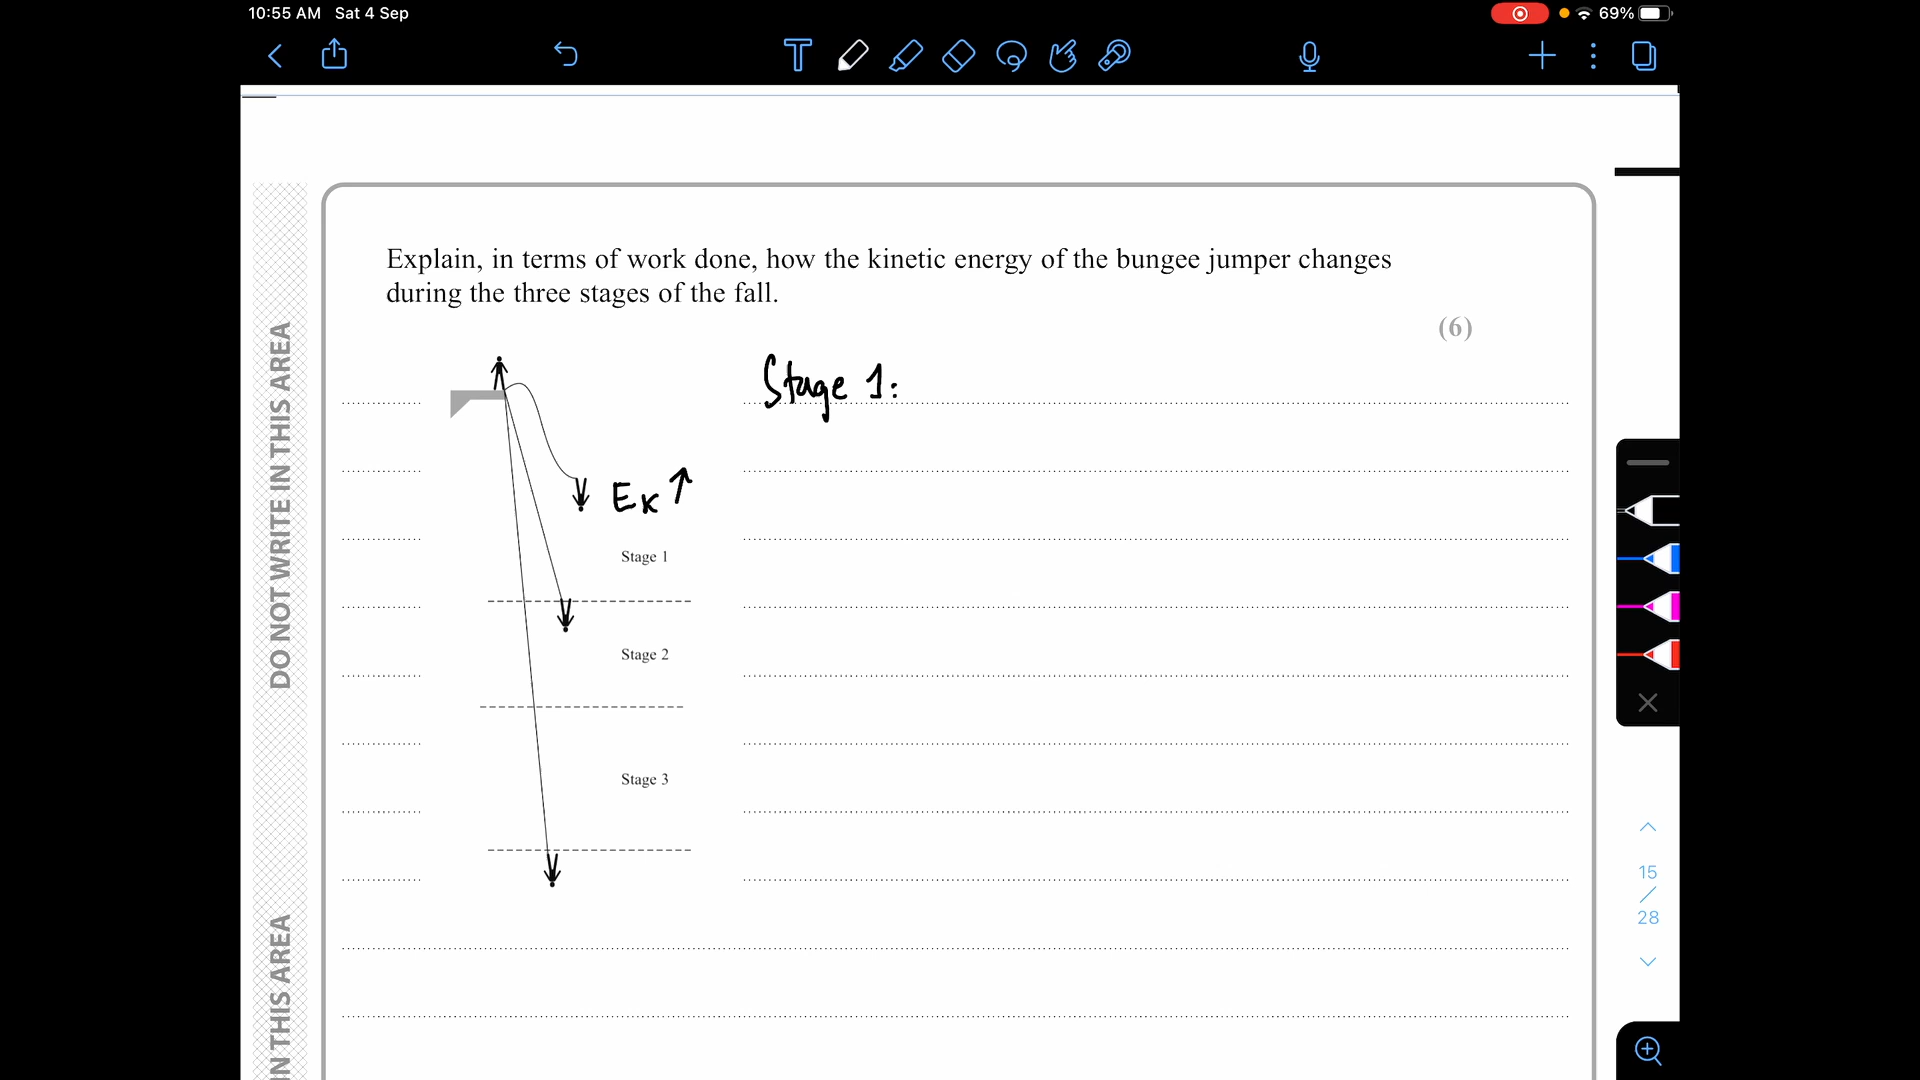 10:55 AM Sat 4 Sep
69%
Explain, in terms of work done, how the kinetic energy of the bungee jumper changes
during the three stages of the fall.
(6)
Stage 1:
Ek ↑
Stage 1
Stage 2
Stage 3
DO NOT WRITE IN THIS AREA
IN THIS AREA
15
/
28